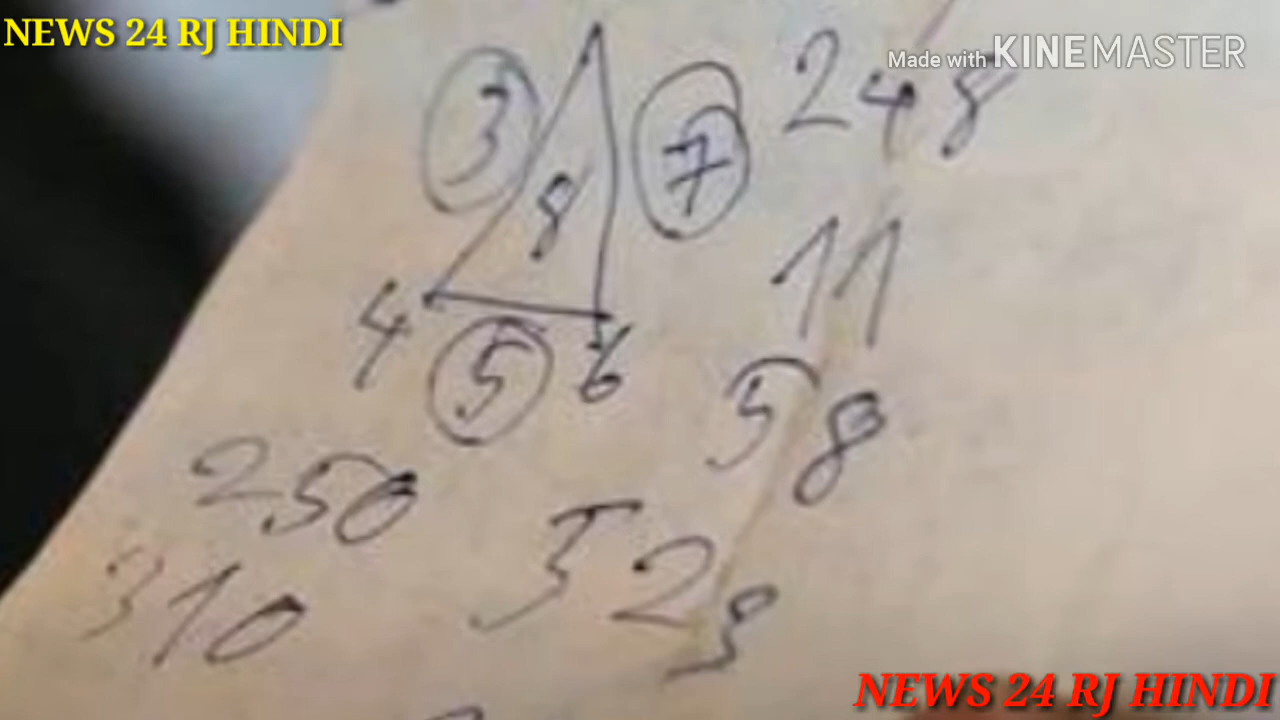 NEWS 24 RJ HINDI
Made with KINEMASTER
3 8 7 248
11
4 5 6
58
250
528
310
NEWS 24 RJ HINDI